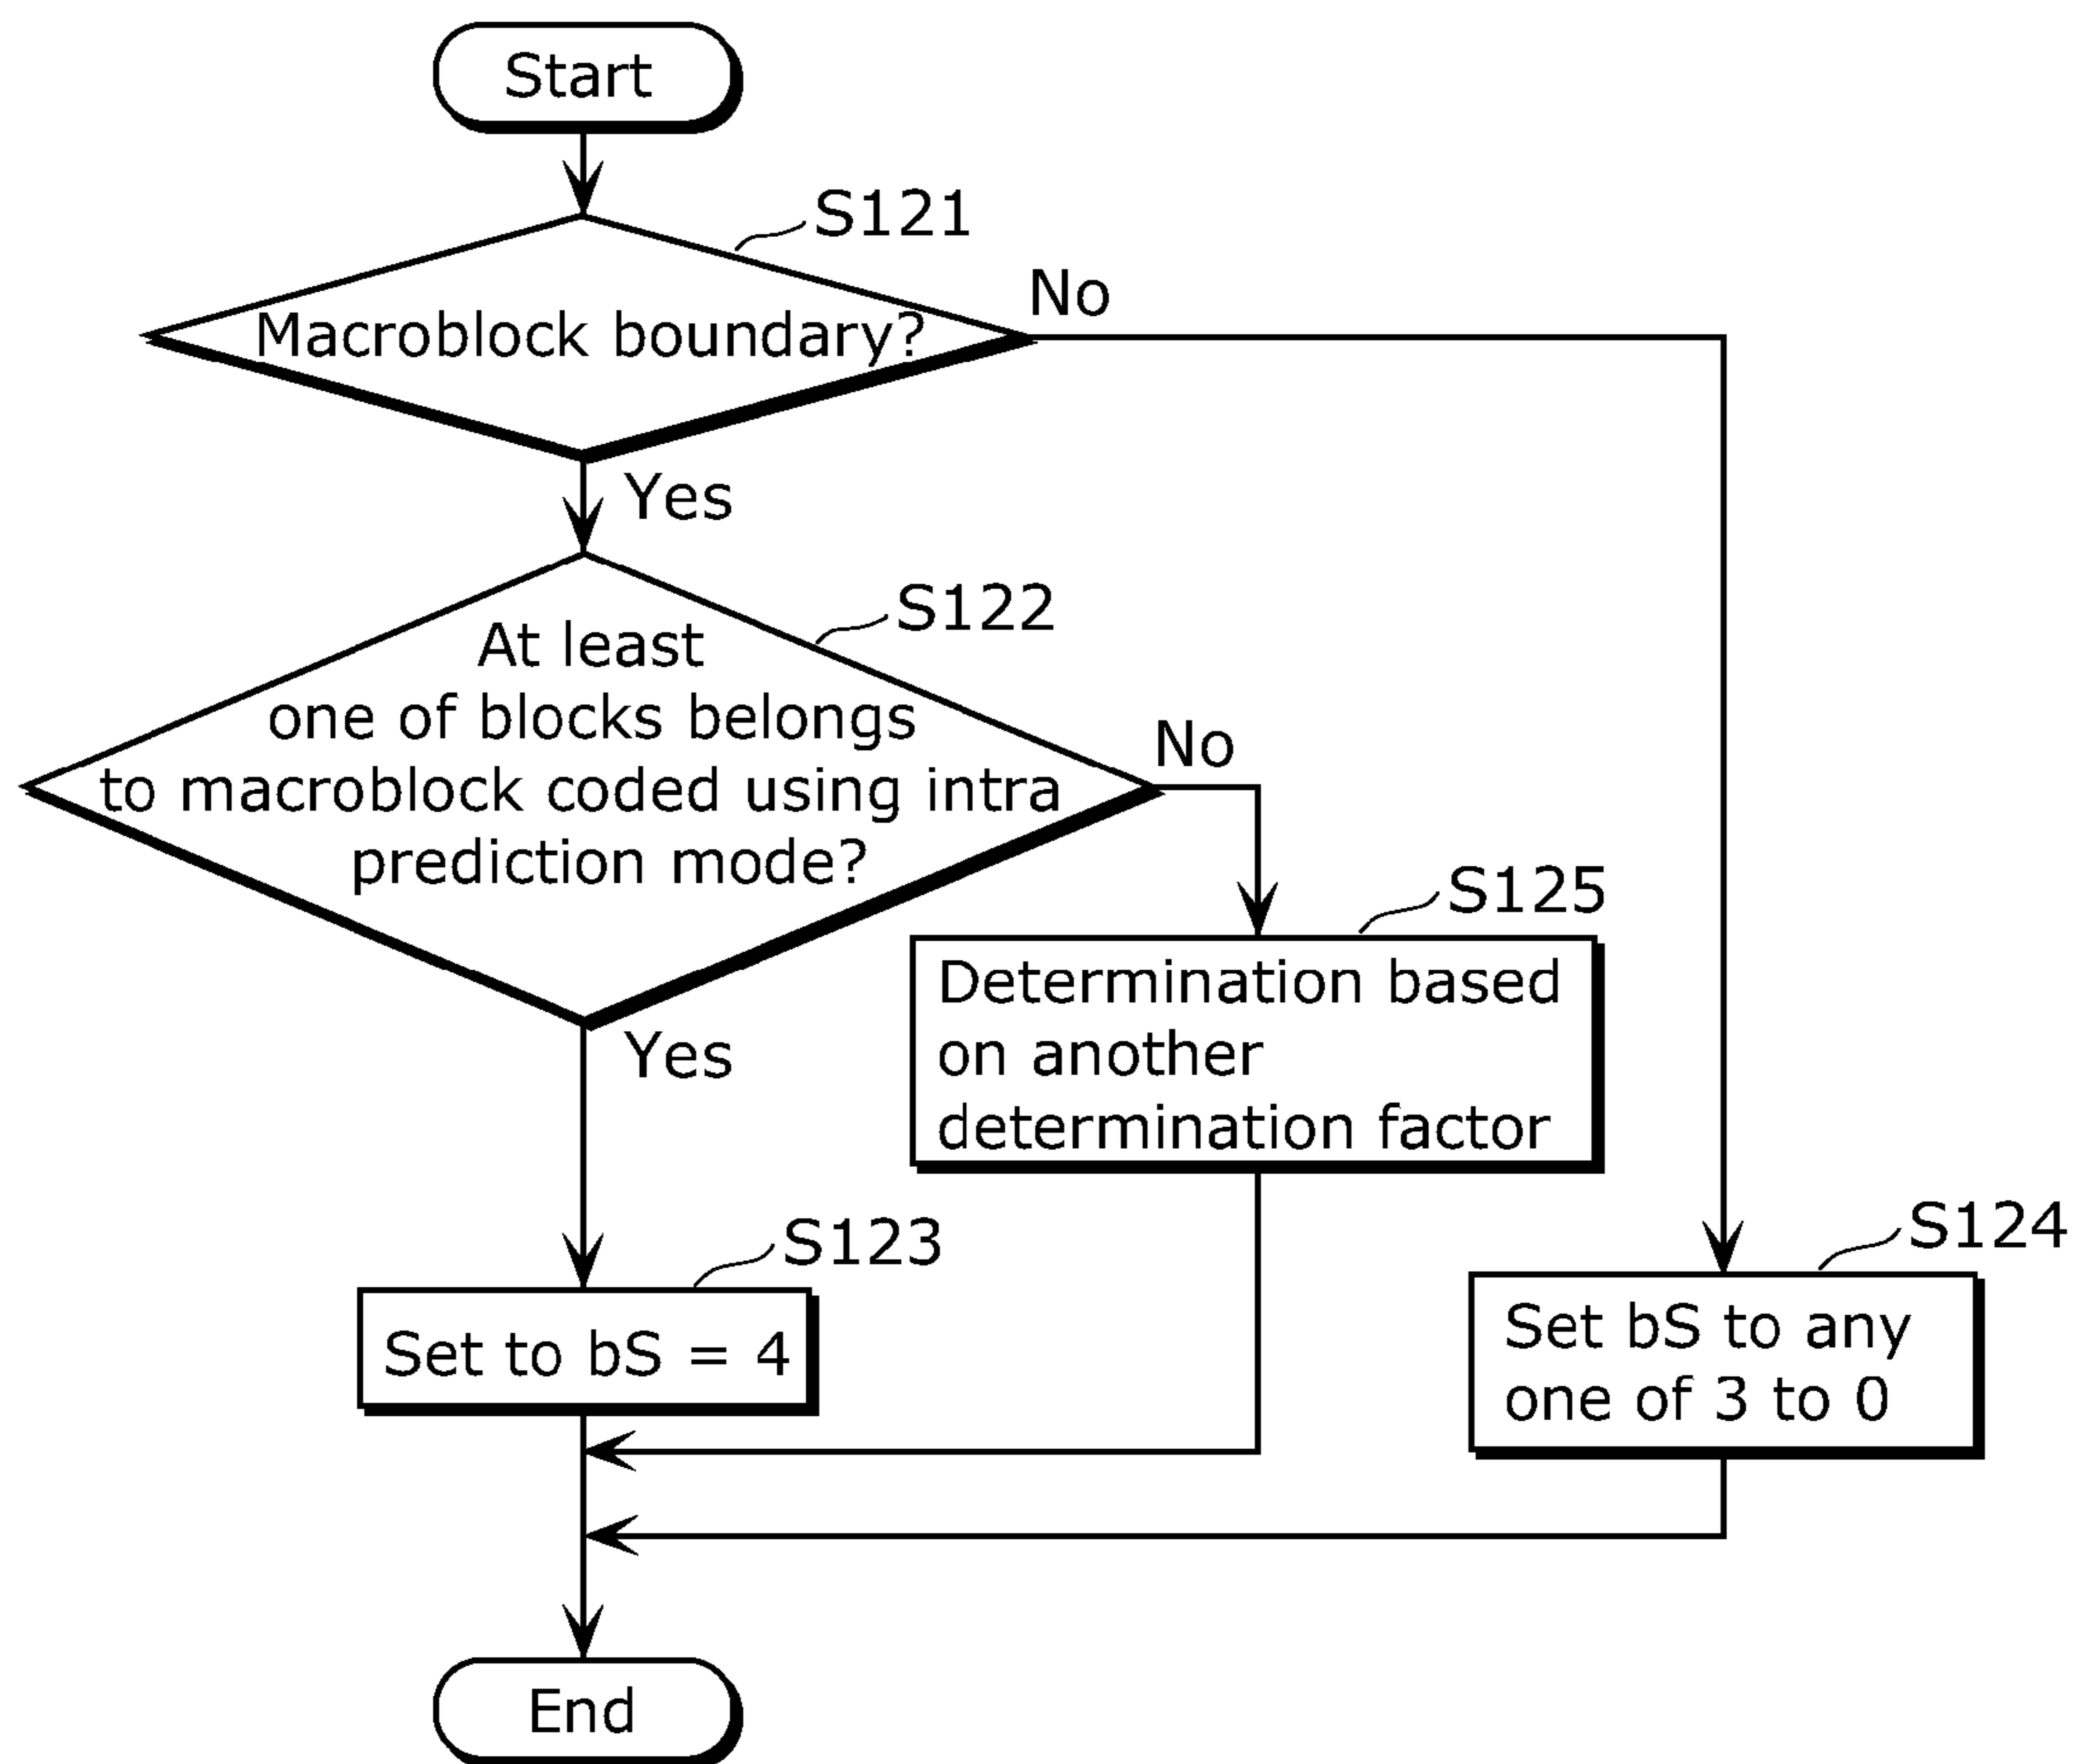 Start
S121
Macroblock boundary?
No
Yes
S122
At least
one of blocks belongs
to macroblock coded using intra
prediction mode?
No
Yes
S125
Determination based
on another
determination factor
S123
Set to bS = 4
S124
Set bS to any
one of 3 to 0
End